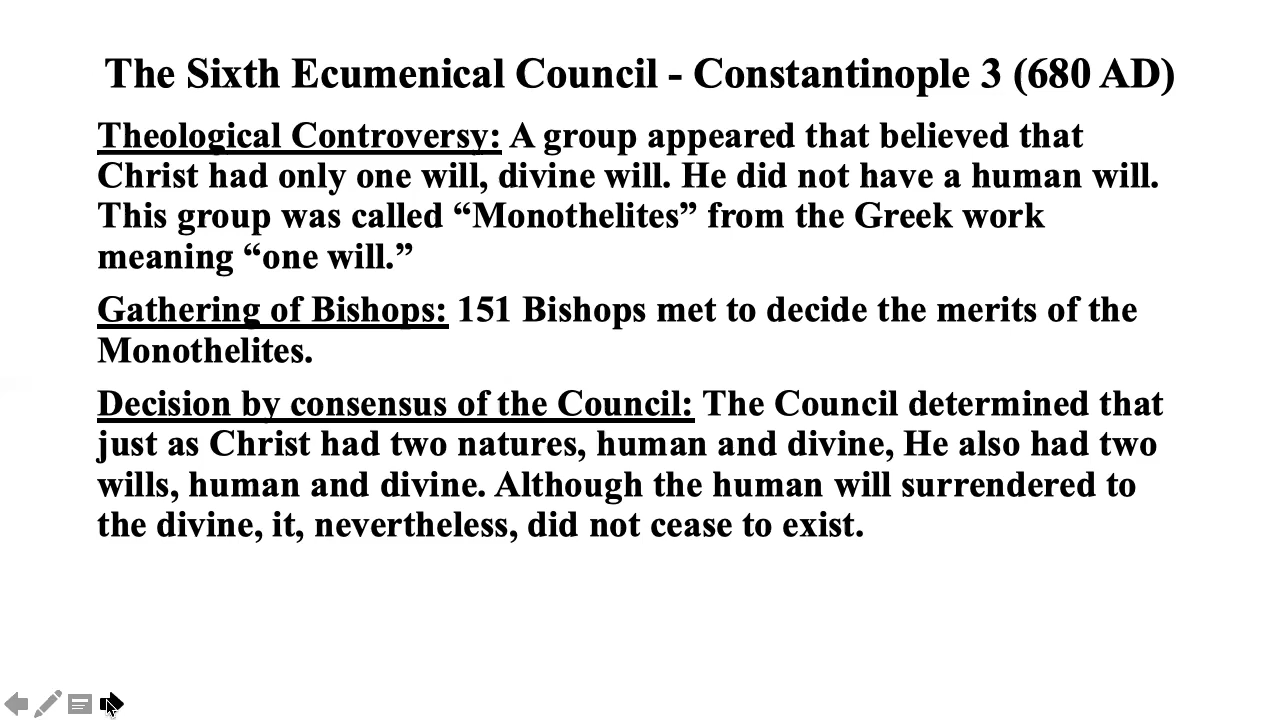 The Sixth Ecumenical Council - Constantinople 3 (680 AD)
Theological Controversy: A group appeared that believed that
Christ had only one will, divine will. He did not have a human will.
This group was called “Monothelites” from the Greek work
meaning “one will.”
Gathering of Bishops: 151 Bishops met to decide the merits of the
Monothelites.
Decision by consensus of the Council: The Council determined that
just as Christ had two natures, human and divine, He also had two
wills, human and divine. Although the human will surrendered to
the divine, it, nevertheless, did not cease to exist.